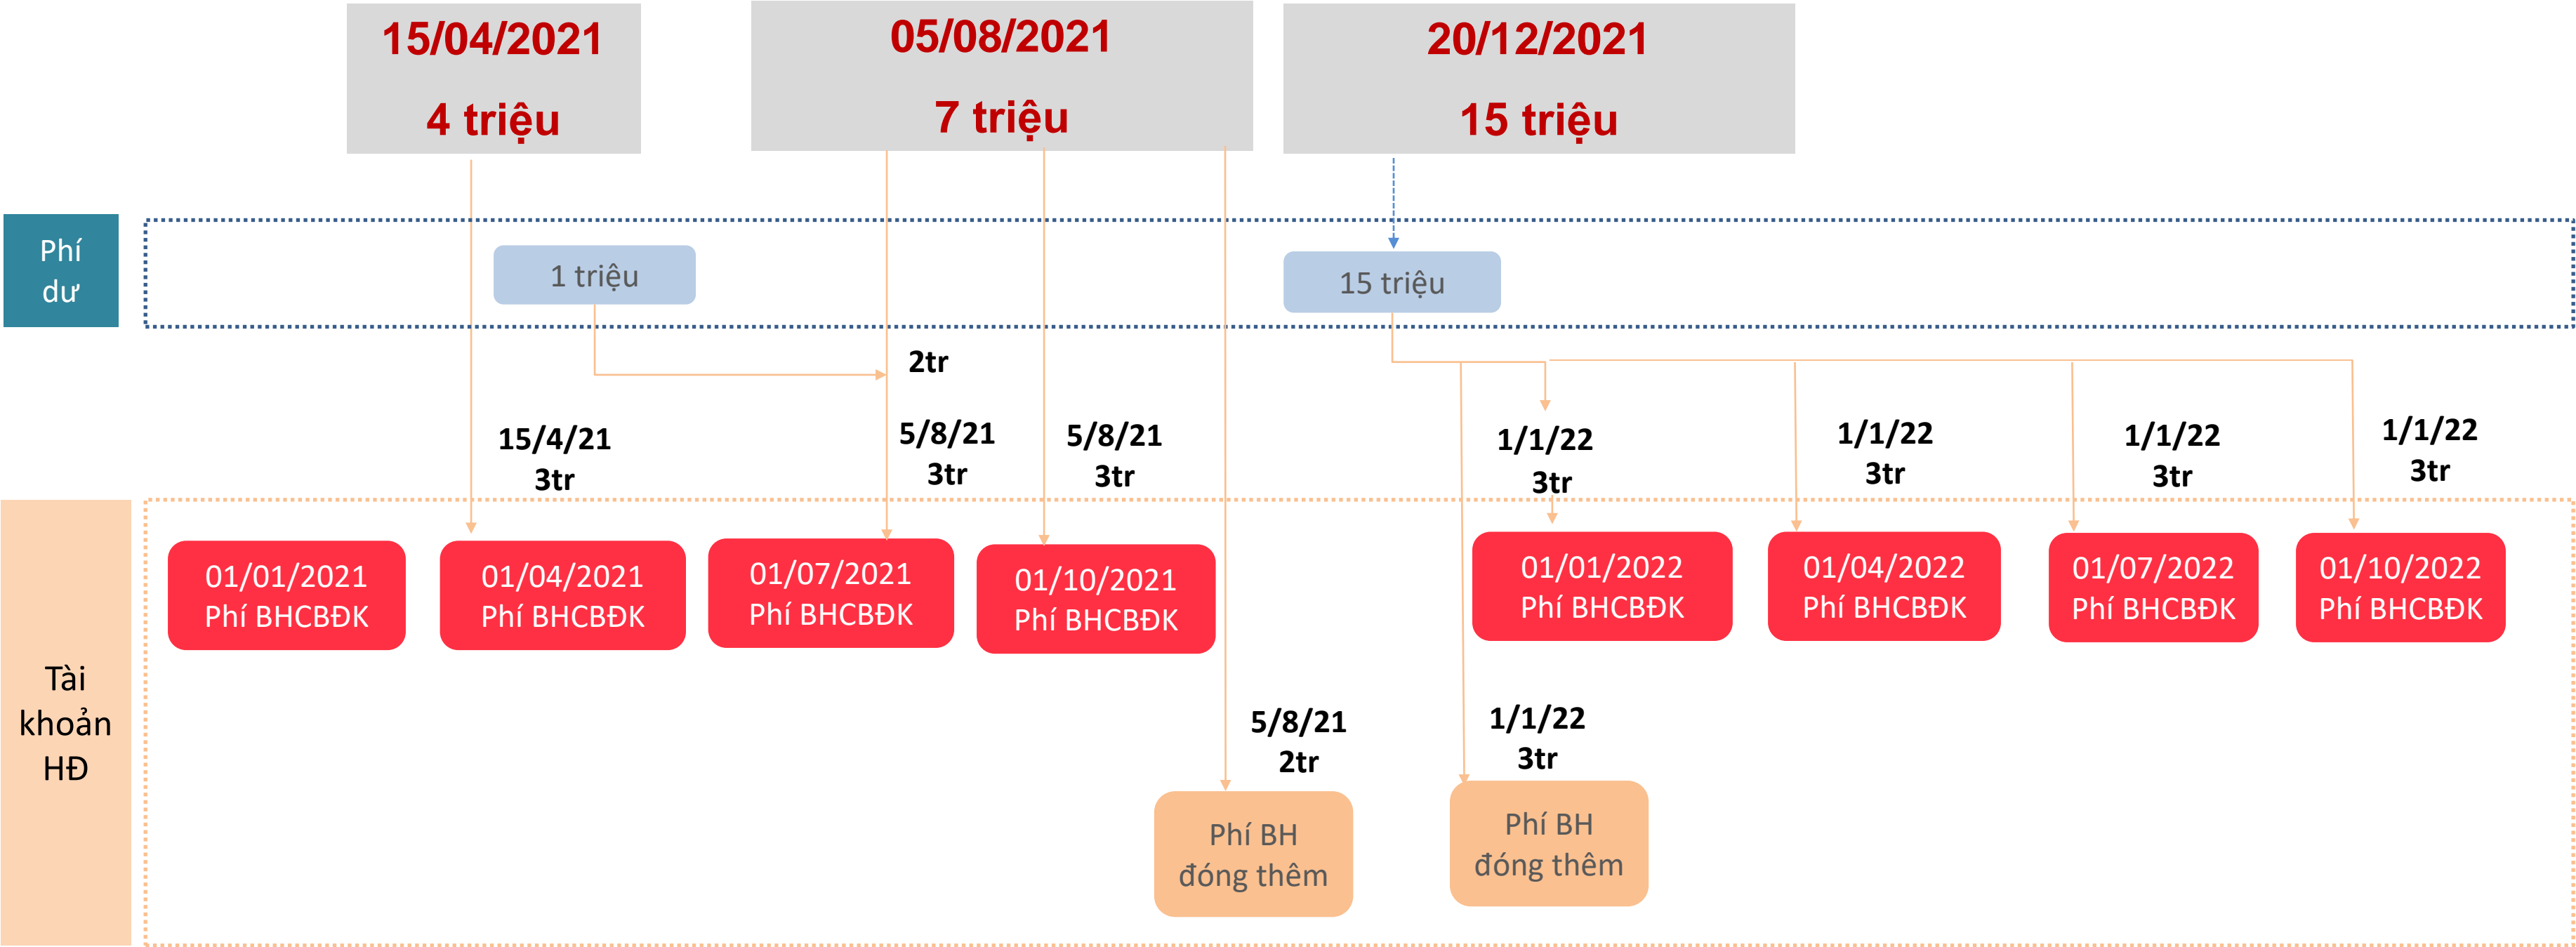 15/04/2021
4 triệu
05/08/2021
7 triệu
20/12/2021
15 triệu
Phí
dư
1 triệu
15 triệu
2tr
15/4/21
3tr
5/8/21
3tr
5/8/21
3tr
1/1/22
3tr
1/1/22
3tr
1/1/22
3tr
1/1/22
3tr
Tài
khoản
HĐ
01/01/2021
Phí BHCBĐK
01/04/2021
Phí BHCBĐK
01/07/2021
Phí BHCBĐK
01/10/2021
Phí BHCBĐK
01/01/2022
Phí BHCBĐK
01/04/2022
Phí BHCBĐK
01/07/2022
Phí BHCBĐK
01/10/2022
Phí BHCBĐK
5/8/21
2tr
1/1/22
3tr
Phí BH
đóng thêm
Phí BH
đóng thêm